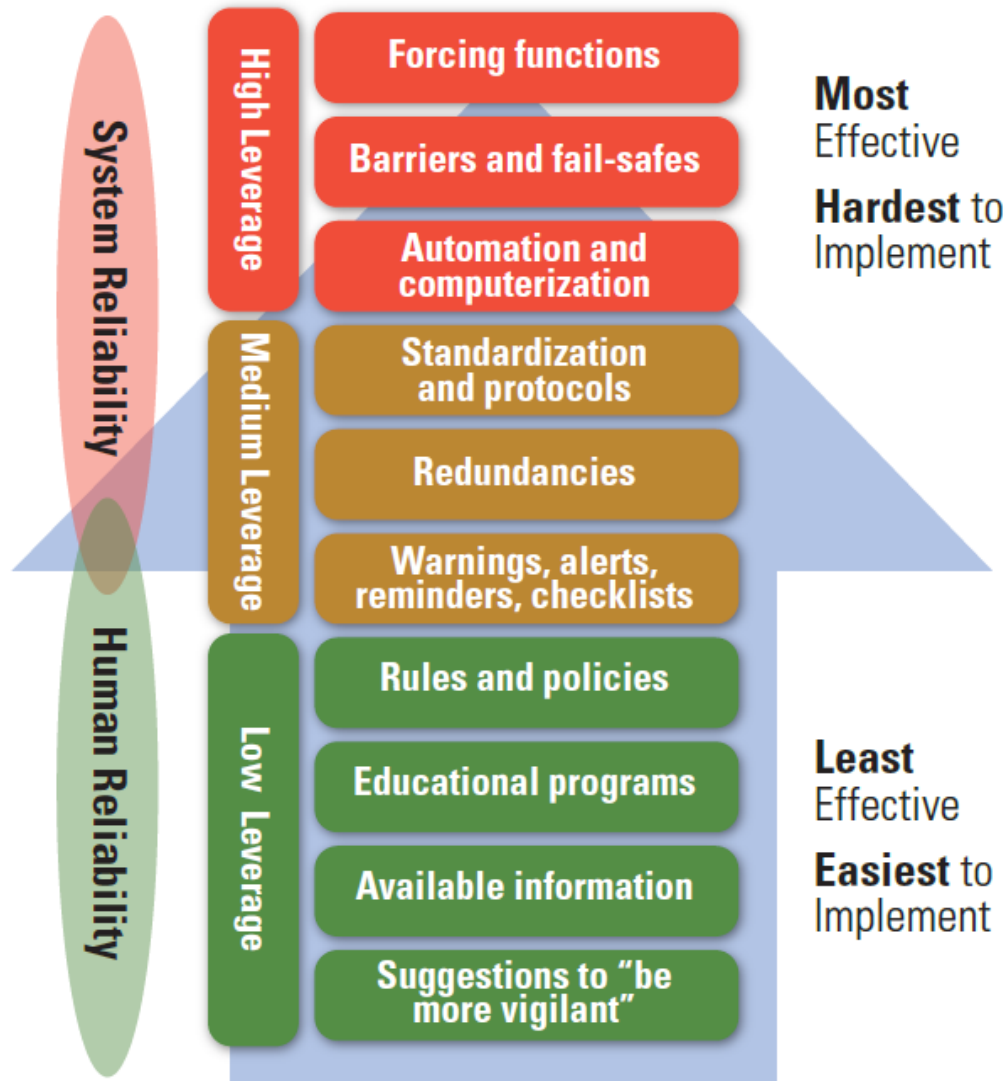 System Reliability
Human Reliability
High Leverage
Forcing functions
Barriers and fail-safes
Automation and
computerization
Medium Leverage
Standardization
and protocols
Redundancies
Warnings, alerts,
reminders, checklists
Low Leverage
Rules and policies
Educational programs
Available information
Suggestions to “be
more vigilant”
Most
Effective
Hardest to
Implement
Least
Effective
Easiest to
Implement